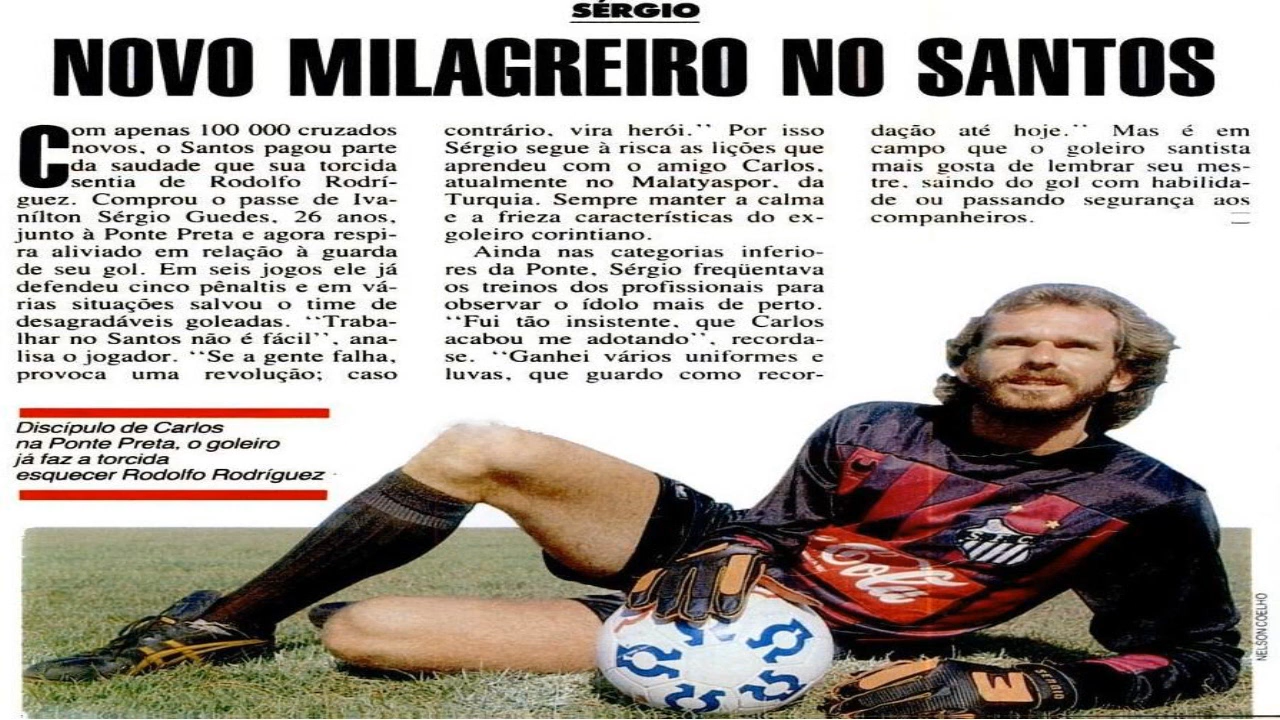 SÉRGIO
NOVO MILAGREIRO NO SANTOS
Com apenas 100 000 cruzados
novos, o Santos pagou parte
da saudade que sua torcida
sentia de Rodolfo Rodrí-
guez. Comprou o passe de Iva-
nílton Sérgio Guedes, 26 anos,
junto à Ponte Preta e agora respi-
ra aliviado em relação à guarda
de seu gol. Em seis jogos ele já
defendeu cinco pênaltis e em vá-
rias situações salvou o time de
desagradáveis goleadas. “Traba-
lhar no Santos não é fácil”, ana-
lisa o jogador. “Se a gente falha,
provoca uma revolução; caso
contrário, vira herói.” Por isso
Sérgio segue à risca as lições que
aprendeu com o amigo Carlos,
atualmente no Malatyaspor, da
Turquia. Sempre manter a calma
e a frieza características do ex-
goleiro corintiano.
Ainda nas categorias inferio-
res da Ponte, Sérgio freqüentava
os treinos dos profissionais para
observar o ídolo mais de perto.
“Fui tão insistente, que Carlos
acabou me adotando”, recorda-
se. “Ganhei vários uniformes e
luvas, que guardo como recor-
dação até hoje.” Mas é em
campo que o goleiro santista
mais gosta de lembrar seu mes-
tre, saindo do gol com habilida-
de ou passando segurança aos
companheiros.
Discípulo de Carlos
na Ponte Preta, o goleiro
já faz a torcida
esquecer Rodolfo Rodríguez
S.F.C.
Cola
SÉRGIO
NELSON COELHO